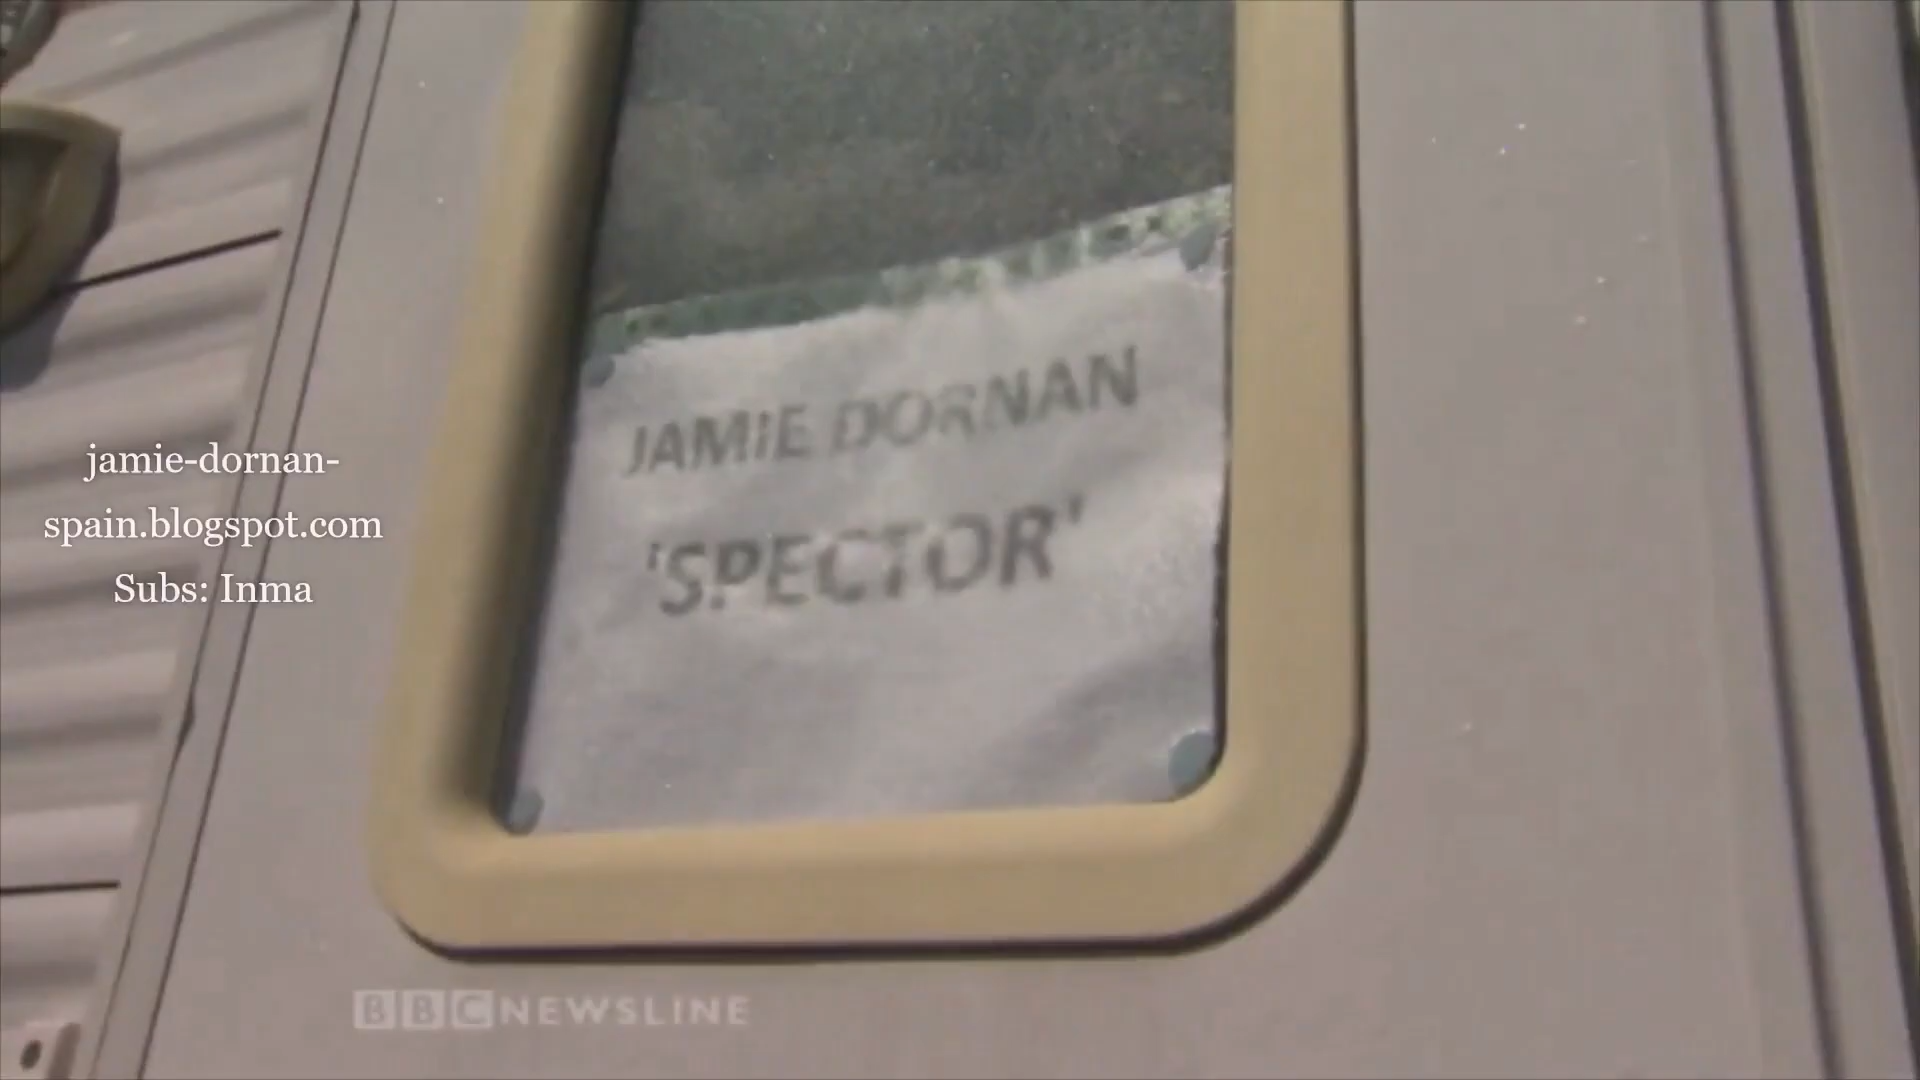 jamie-dornan-
spain.blogspot.com
Subs: Inma
JAMIE DORNAN
'SPECTOR'
BBC NEWSLINE